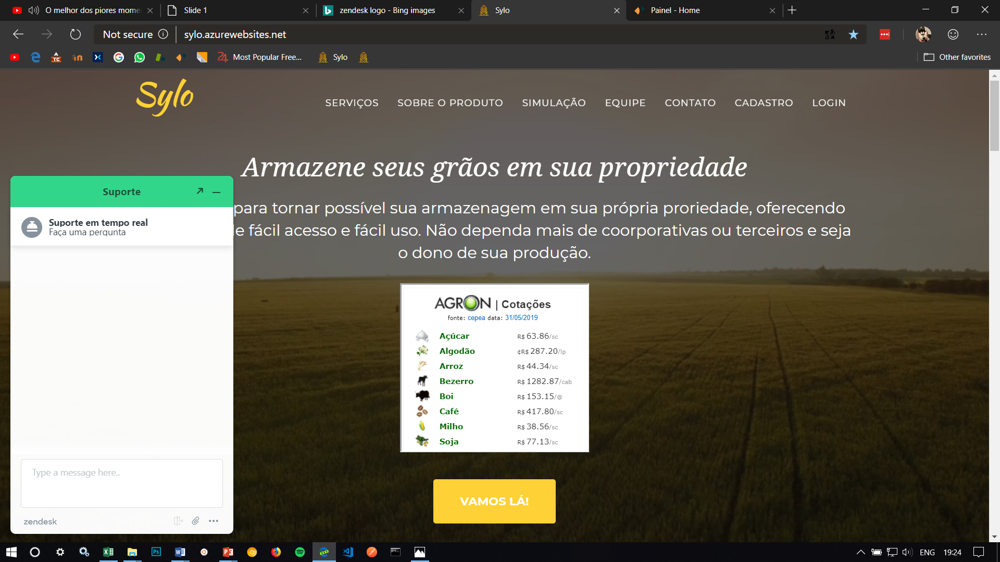 O melhor dos piores mome
Slide 1
zendesk logo - Bing images
Sylo
Painel - Home
Not secure
sylo.azurewebsites.net
Most Popular Free...
Sylo
Other favorites
Sylo
SERVIÇOS
SOBRE O PRODUTO
SIMULAÇÃO
EQUIPE
CONTATO
CADASTRO
LOGIN
Armazene seus grãos em sua propriedade
para tornar possível sua armazenagem em sua própria proriedade, oferecendo
e fácil acesso e fácil uso. Não dependa mais de coorporativas ou terceiros e seja
o dono de sua produção.
Suporte
Suporte em tempo real
Faça uma pergunta
Type a message here..
zendesk
AGRON | Cotações
fonte: cepea data: 31/05/2019
Açúcar R$ 63.86/sc
Algodão ¢R$ 287.20/lp
Arroz R$ 44.34/sc
Bezerro R$ 1282.87/cab
Boi R$ 153.15/@
Café R$ 417.80/sc
Milho R$ 38.56/sc
Soja R$ 77.13/sc
VAMOS LÁ!
ENG
19:24